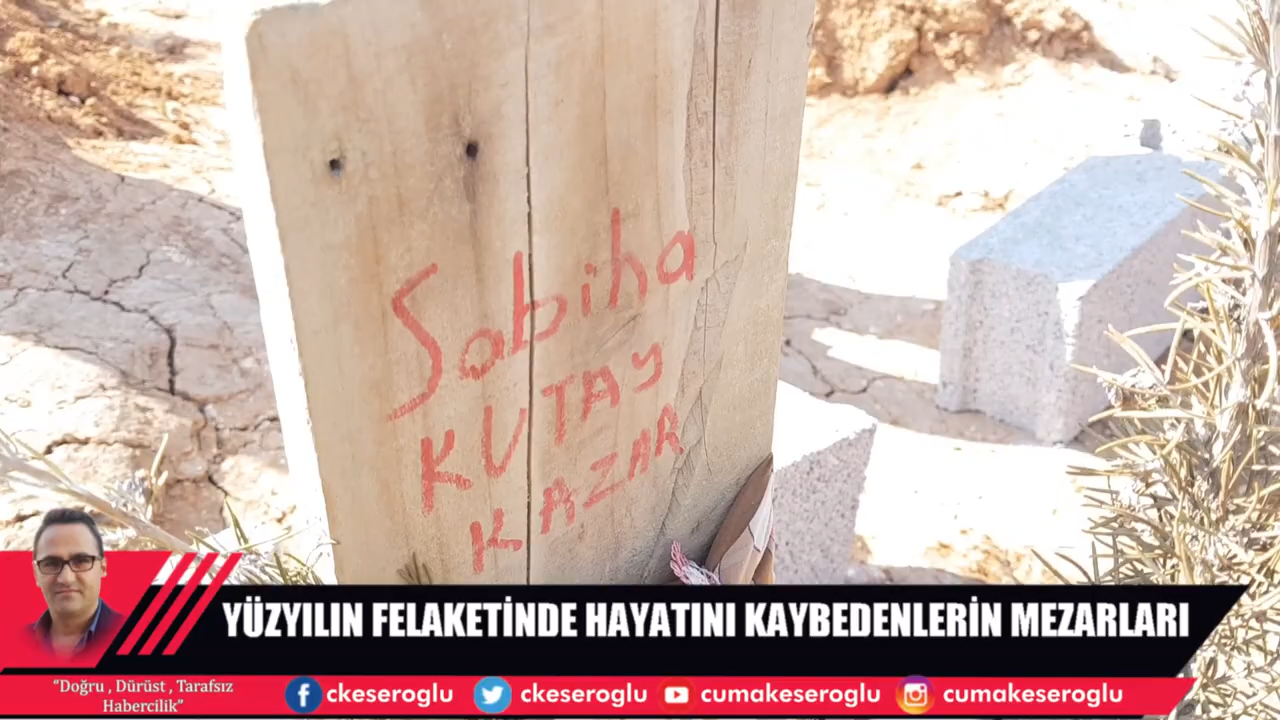 Sabiha
KUTAY
KAZAR
YÜZYILIN FELAKETİNDE HAYATINI KAYBEDENLERİN MEZARLARI
“Doğru , Dürüst , Tarafsız
Habercilik”
ckeseroglu ckeseroglu cumakeseroglu cumakeseroglu